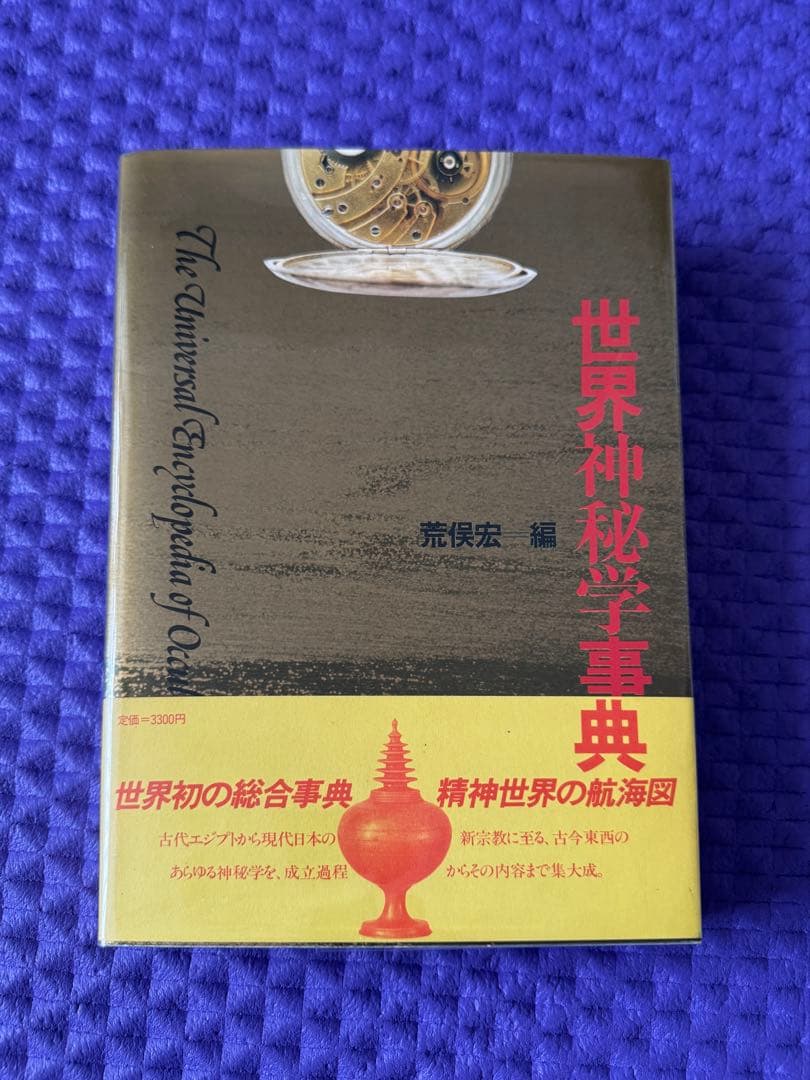 世界神秘学事典
荒俣宏─編
The Universal Encyclopedia of Occul
定価=3300円
世界初の総合事典
精神世界の航海図
古代エジプトから現代日本の新宗教に至る、古今東西の
あらゆる神秘学を、成立過程からその内容まで集大成。